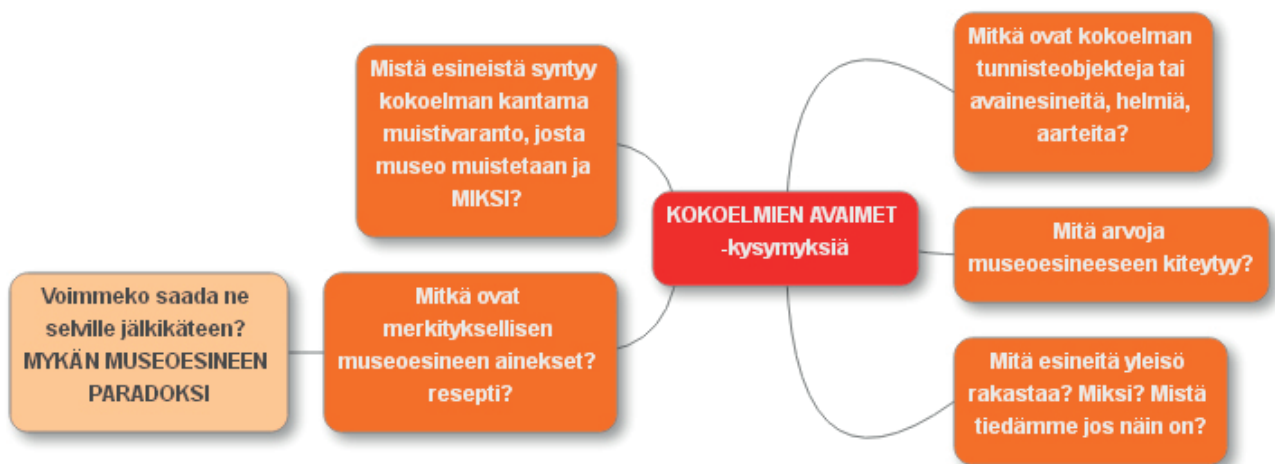 KOKOELMIEN AVAIMET
-kysymyksiä
Mistä esineistä syntyy
kokoelman kantama
muistivaranto, josta
museo muistetaan ja
MIKSI?
Mitkä ovat
merkityksellisen
museoesineen ainekset?
resepti?
Voimmeko saada ne
selville jälkikäteen?
MYKÄN MUSEOESINEEN
PARADOKSI
Mitkä ovat kokoelman
tunnisteobjekteja tai
avainesineitä, helmiä,
aarteita?
Mitä arvoja
museoesineeseen kiteytyy?
Mitä esineitä yleisö
rakastaa? Miksi? Mistä
tiedämme jos näin on?